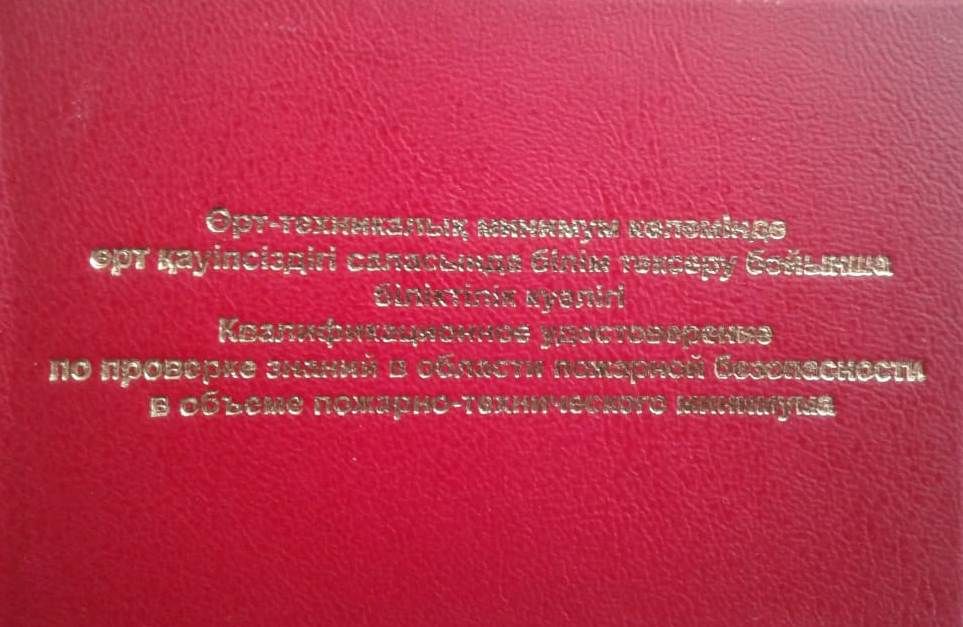 Өрт-техникалық минимум көлемінде
өрт қауіпсіздігі саласында білім тексеру бойынша
біліктілік куәлігі
Квалификационное удостоверение
по проверке знаний в области пожарной безопасности
в объеме пожарно-технического минимума